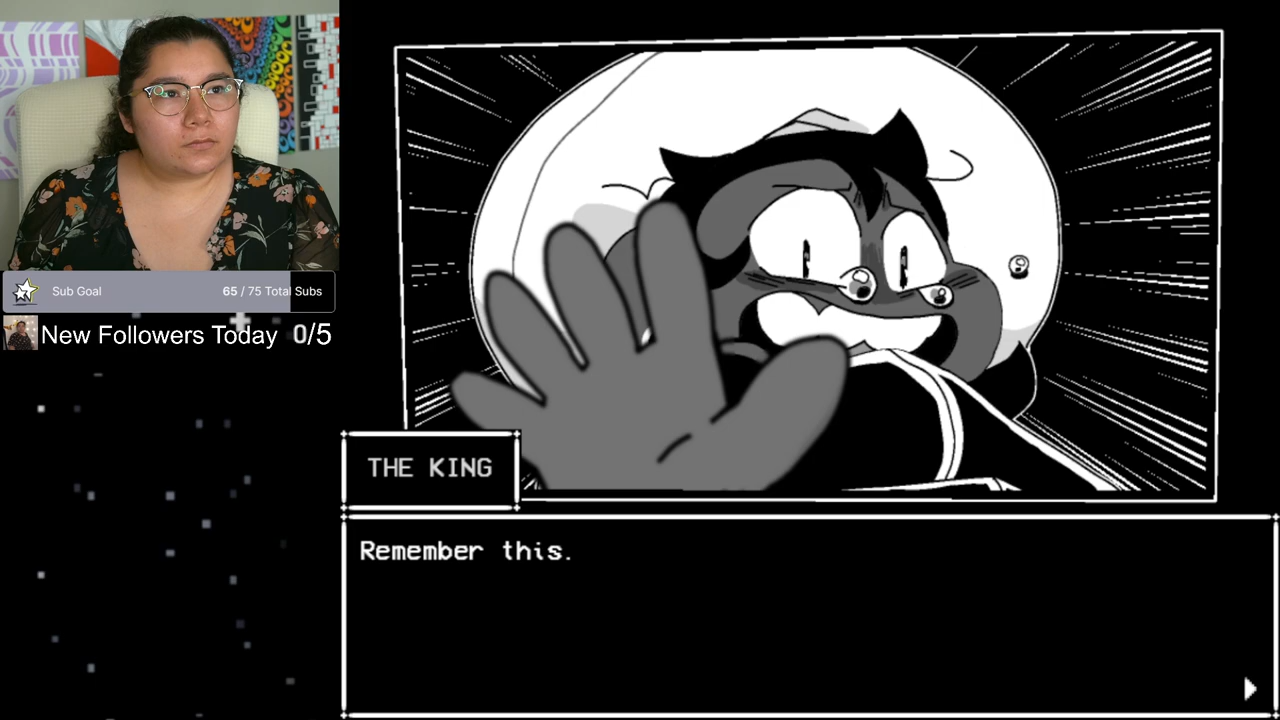 Sub Goal 65 / 75 Total Subs
New Followers Today 0/5
THE KING
Remember this.